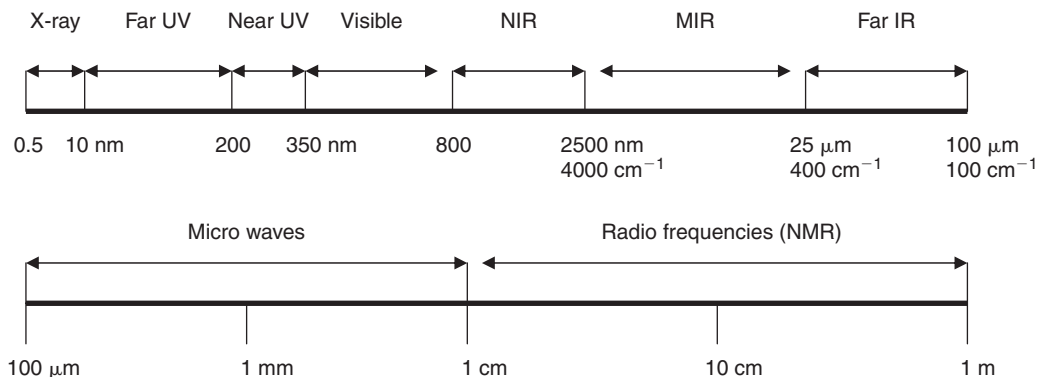 X-ray Far UV Near UV Visible NIR MIR Far IR
0.5 10 nm 200 350 nm 800 2500 nm 25 μm 100 μm
4000 cm⁻¹ 400 cm⁻¹ 100 cm⁻¹
Micro waves Radio frequencies (NMR)
100 μm 1 mm 1 cm 10 cm 1 m